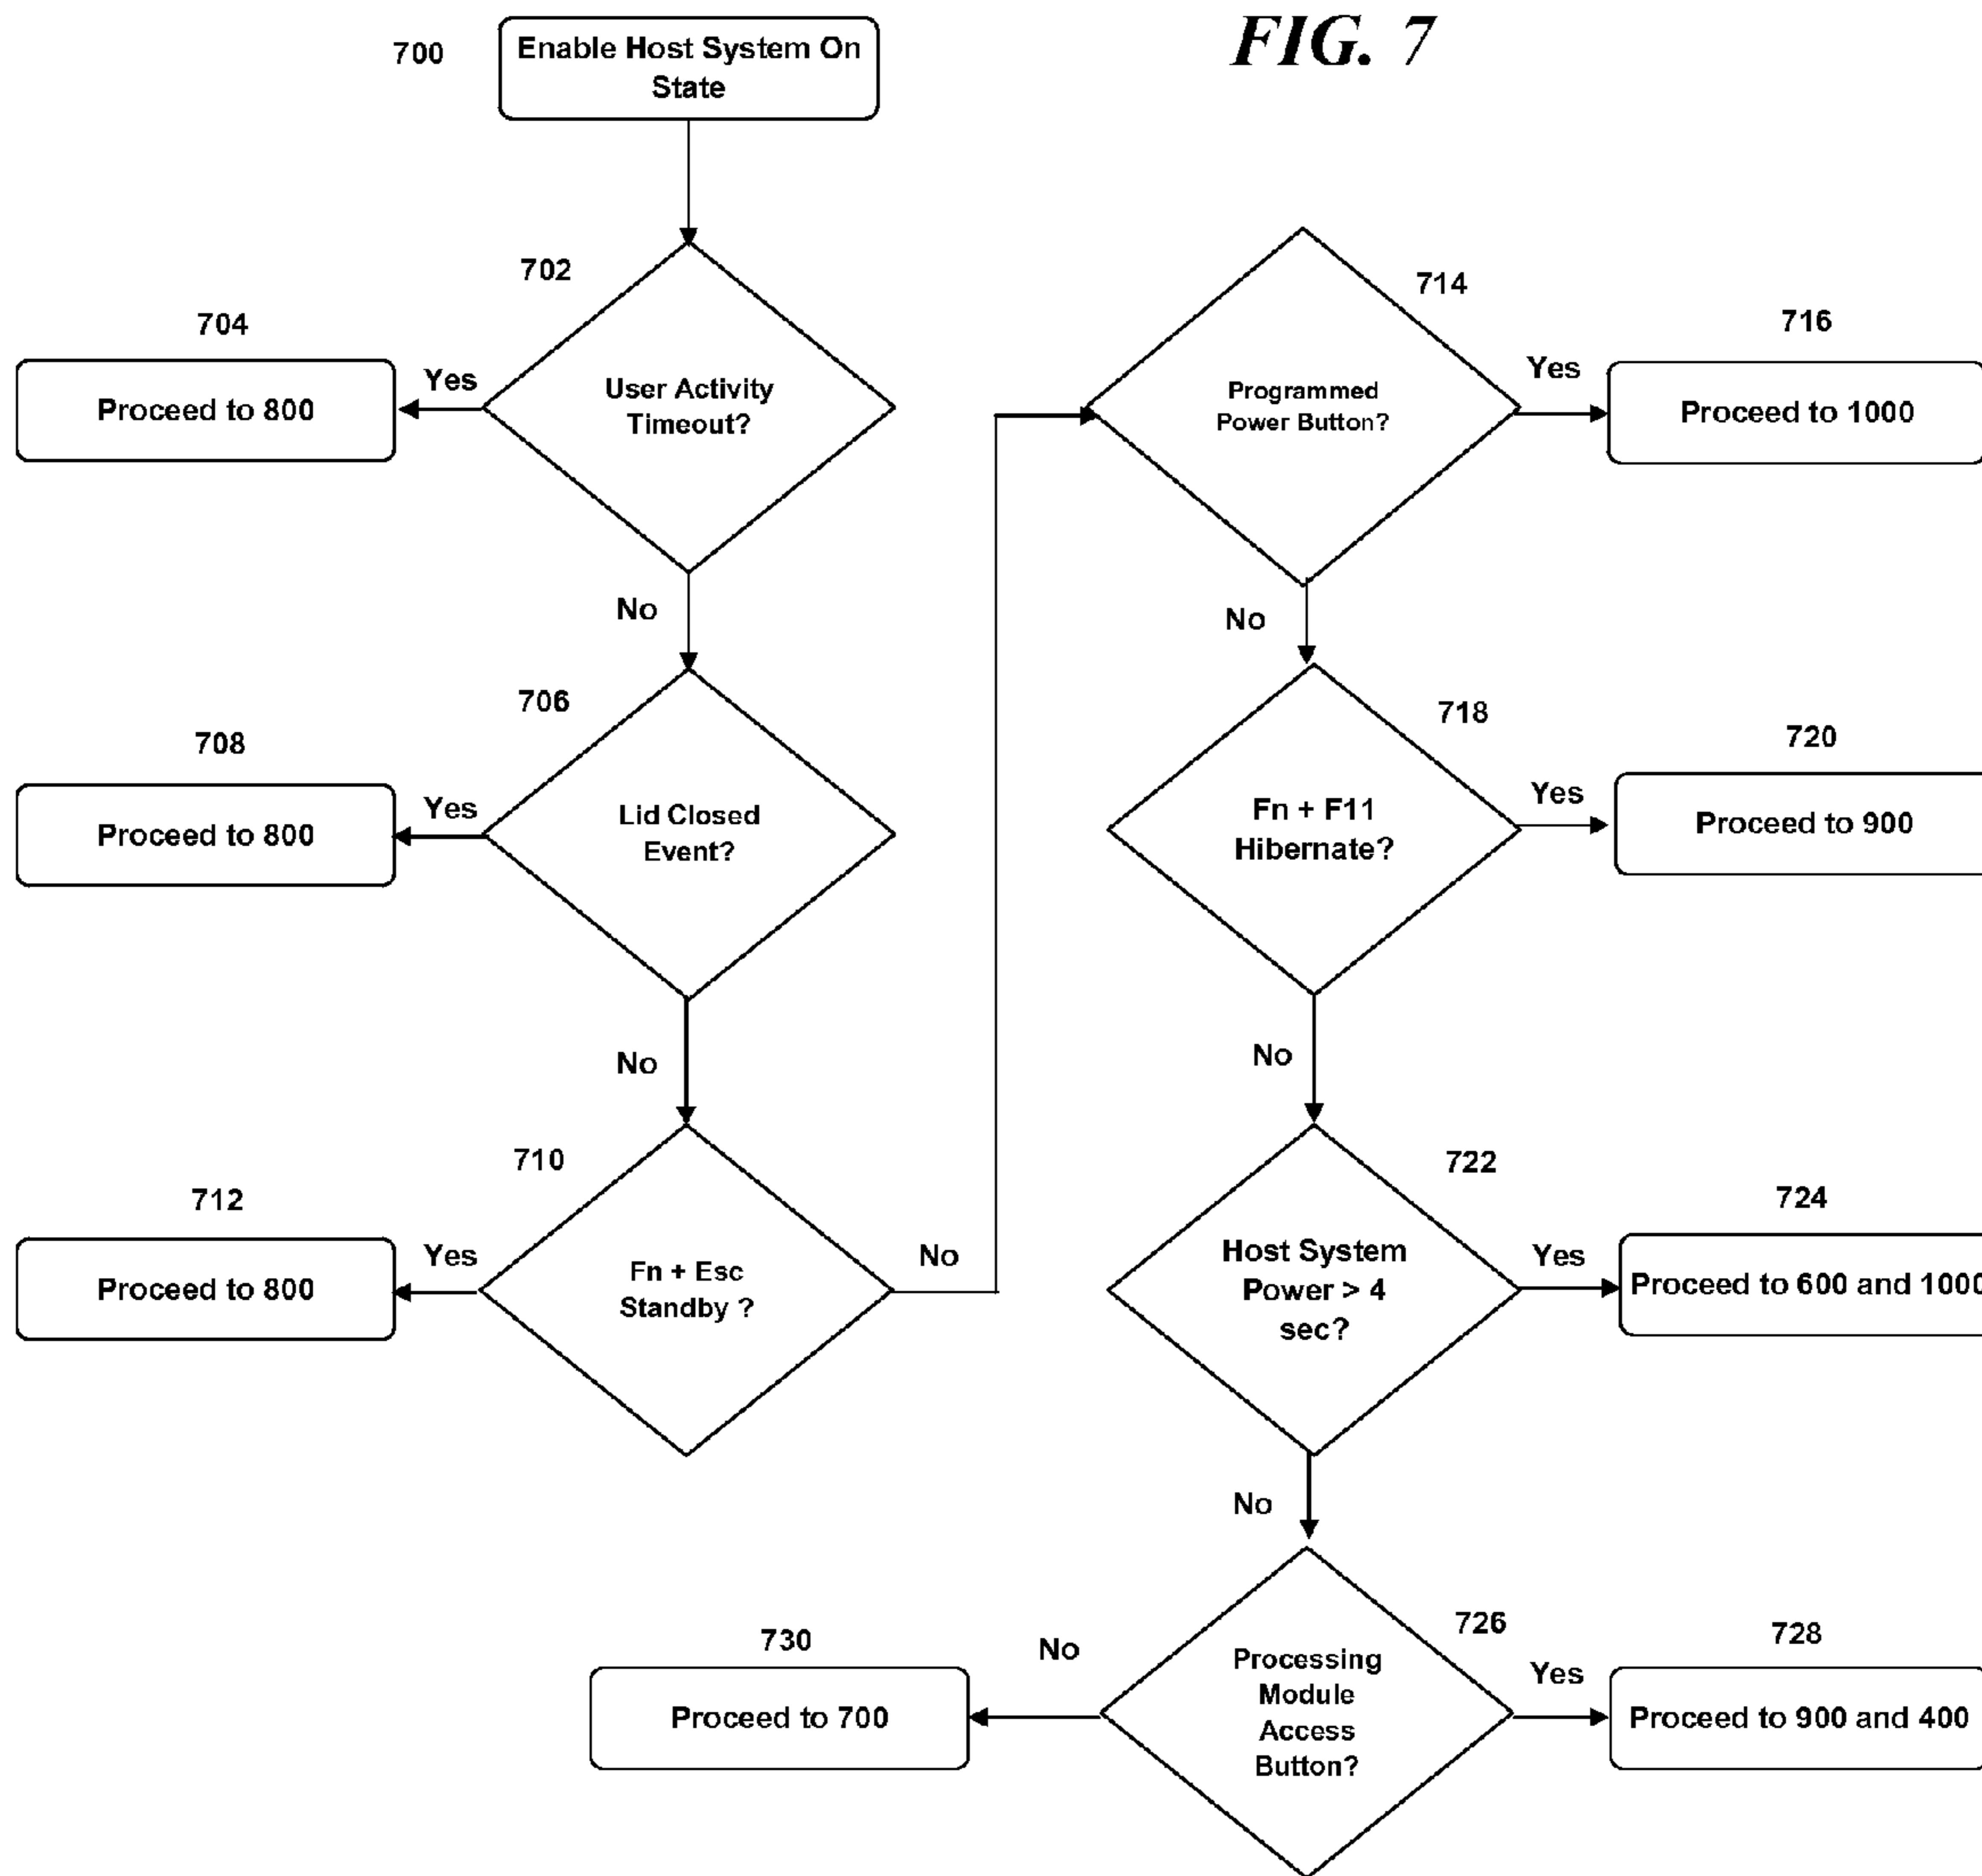 FIG. 7
700
Enable Host System On
State
702
User Activity
Timeout?
704
Yes
Proceed to 800
No
706
Lid Closed
Event?
708
Yes
Proceed to 800
No
710
Fn + Esc
Standby ?
712
Yes
Proceed to 800
No
714
Programmed
Power Button?
716
Yes
Proceed to 1000
No
718
Fn + F11
Hibernate?
720
Yes
Proceed to 900
No
722
Host System
Power > 4
sec?
724
Yes
Proceed to 600 and 1000
No
726
Processing
Module
Access
Button?
728
Yes
Proceed to 900 and 400
730
No
Proceed to 700